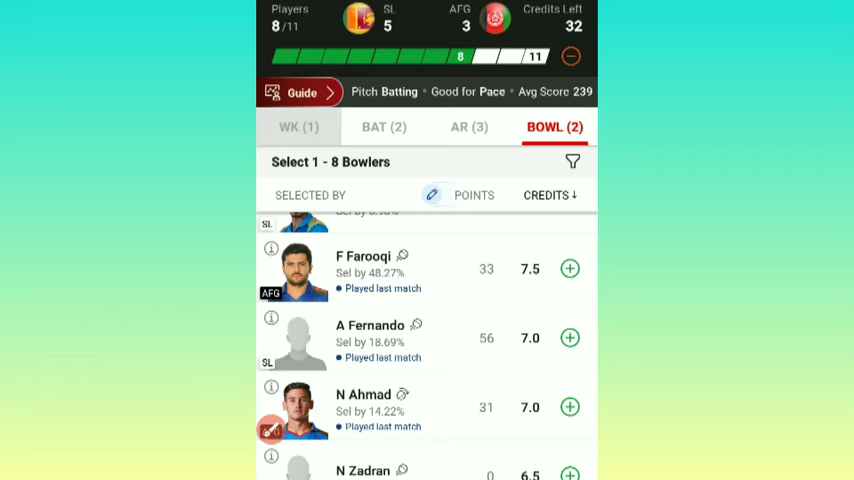 Players SL AFG Credits Left
8/11 5 3 32
8 11
Guide Pitch Batting • Good for Pace • Avg Score 239
WK (1) BAT (2) AR (3) BOWL (2)
Select 1 - 8 Bowlers
SELECTED BY POINTS CREDITS↓
SL
F Farooqi
Sel by 48.27% 33 7.5
AFG • Played last match
A Fernando
Sel by 18.69% 56 7.0
SL • Played last match
N Ahmad
Sel by 14.22% 31 7.0
• Played last match
N Zadran 0 6.5